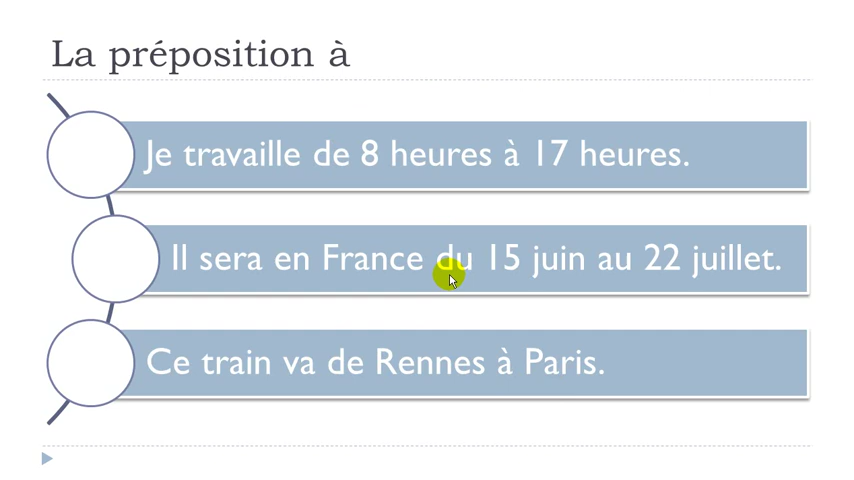 La préposition à
Je travaille de 8 heures à 17 heures.
Il sera en France du 15 juin au 22 juillet.
Ce train va de Rennes à Paris.